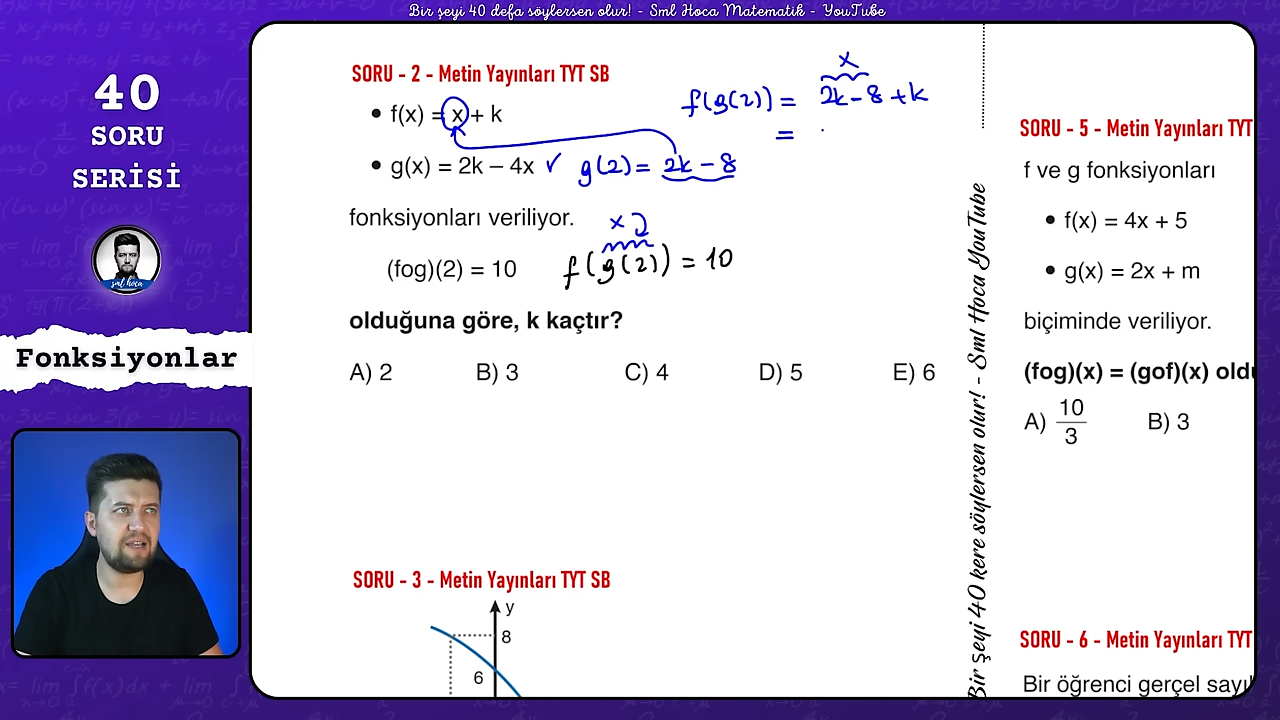 Bir şeyi 40 defa söylersen olur! - Sml Hoca Matematik - YouTube
40
SORU
SERİSİ
sml hoca
Fonksiyonlar
SORU - 2 - Metin Yayınları TYT SB
• f(x) = x + k
f(g(2)) = 2k-8+k
x
=
• g(x) = 2k – 4x ✓ g(2) = 2k - 8
fonksiyonları veriliyor.
x
(fog)(2) = 10 f(g(2)) = 10
olduğuna göre, k kaçtır?
A) 2 B) 3 C) 4 D) 5 E) 6
SORU - 3 - Metin Yayınları TYT SB
y
8
6
Bir Şeyi 40 kere söylersen olur! - Sml Hoca YouTube
SORU - 5 - Metin Yayınları TYT
f ve g fonksiyonları
• f(x) = 4x + 5
• g(x) = 2x + m
biçiminde veriliyor.
(fog)(x) = (gof)(x) oldu
A) 10/3 B) 3
SORU - 6 - Metin Yayınları TYT
Bir öğrenci gerçel sayıl